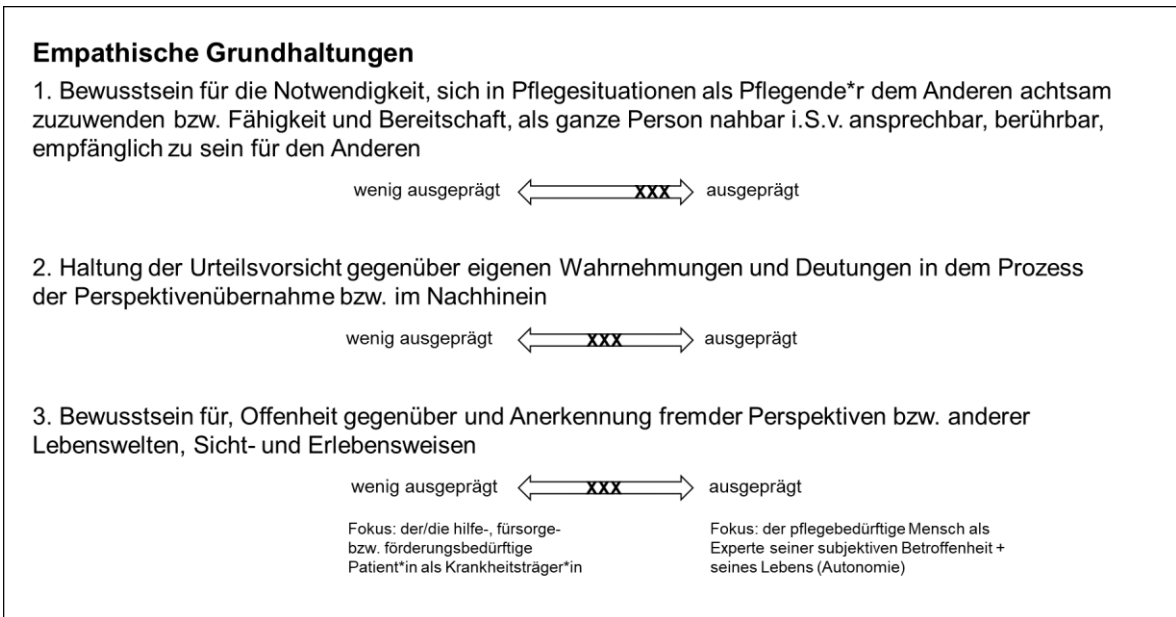 Empathische Grundhaltungen
1. Bewusstsein für die Notwendigkeit, sich in Pflegesituationen als Pflegende*r dem Anderen achtsam
zuzuwenden bzw. Fähigkeit und Bereitschaft, als ganze Person nahbar i.S.v. ansprechbar, berührbar,
empfänglich zu sein für den Anderen
wenig ausgeprägt xxx ausgeprägt
2. Haltung der Urteilsvorsicht gegenüber eigenen Wahrnehmungen und Deutungen in dem Prozess
der Perspektivenübernahme bzw. im Nachhinein
wenig ausgeprägt xxx ausgeprägt
3. Bewusstsein für, Offenheit gegenüber und Anerkennung fremder Perspektiven bzw. anderer
Lebenswelten, Sicht- und Erlebensweisen
wenig ausgeprägt xxx ausgeprägt
Fokus: der/die hilfe-, fürsorge-
bzw. förderungsbedürftige
Patient*in als Krankheitsträger*in
Fokus: der pflegebedürftige Mensch als
Experte seiner subjektiven Betroffenheit +
seines Lebens (Autonomie)